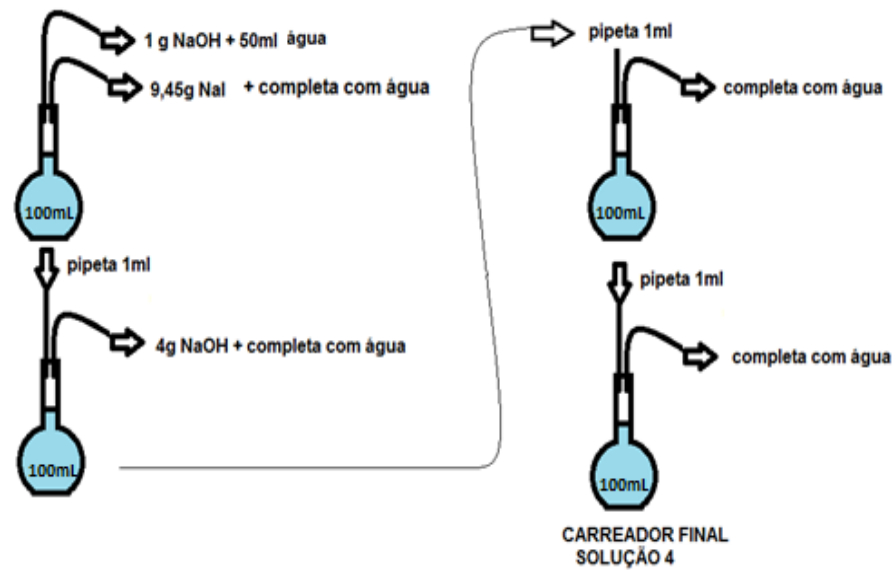 1 g NaOH + 50ml água
9,45g NaI + completa com água
100mL
pipeta 1ml
4g NaOH + completa com água
100mL
pipeta 1ml
completa com água
100mL
pipeta 1ml
completa com água
100mL
CARREADOR FINAL
SOLUÇÃO 4